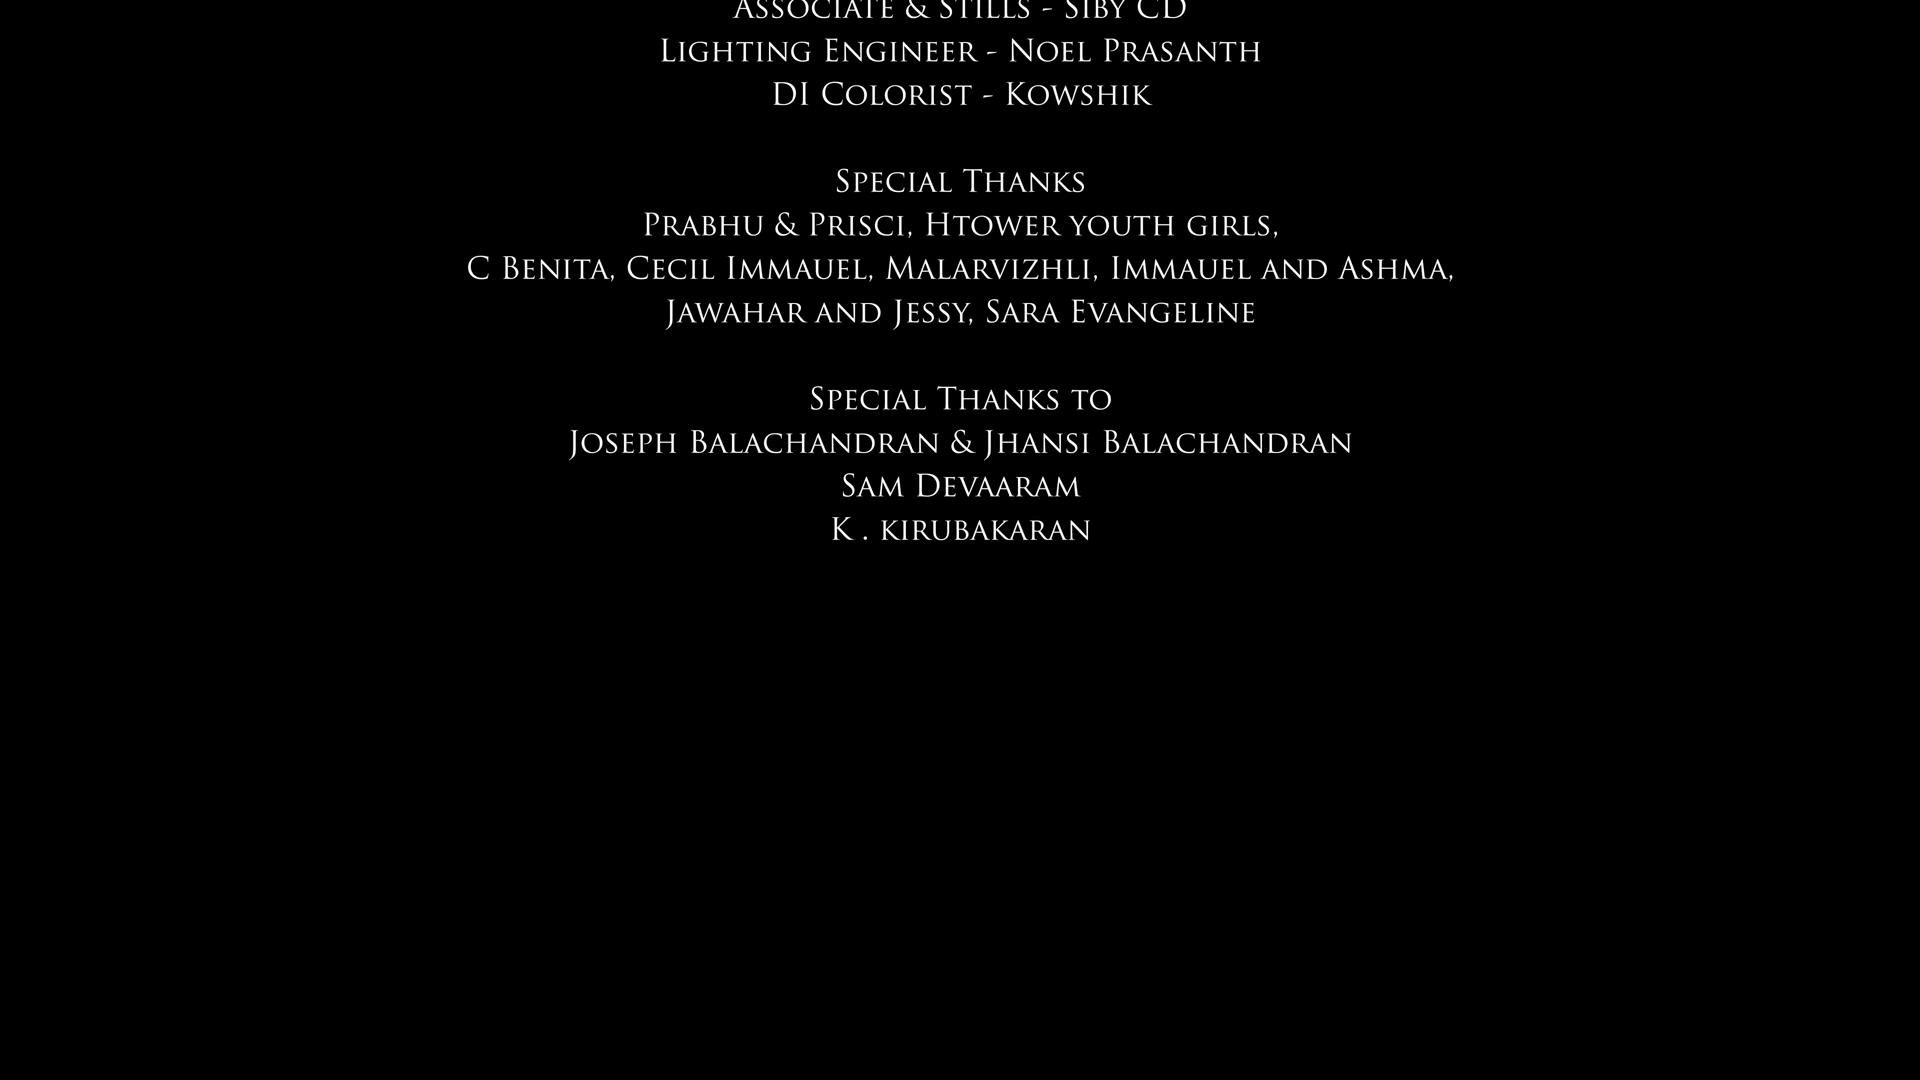 Associate & Stills - Siby CD
Lighting Engineer - Noel Prasanth
DI Colorist - Kowshik
Special Thanks
Prabhu & Prisci, Htower youth girls,
C Benita, Cecil Immauel, Malarvizhli, Immauel and Ashma,
Jawahar and Jessy, Sara Evangeline
Special Thanks to
Joseph Balachandran & Jhansi Balachandran
Sam Devaaram
K . kirubakaran